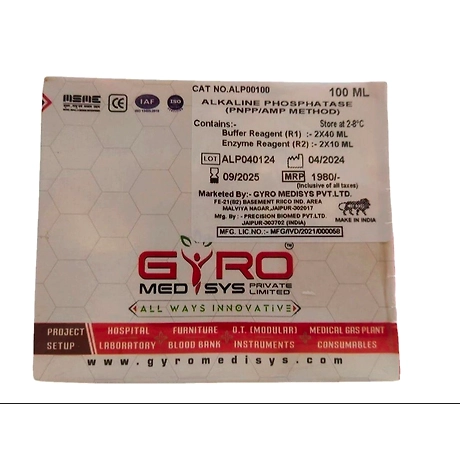 CAT NO.ALP00100
100 ML
MSME
CE
IAF
ISO
ALKALINE PHOSPHATASE
(PNPP/AMP METHOD)
Contains:- Store at 2-8°C
Buffer Reagent (R1) :- 2X40 ML
Enzyme Reagent (R2) :- 2X10 ML
LOT ALP040124 04/2024
09/2025 MRP 1980/-
(Inclusive of all taxes)
Marketed By:- GYRO MEDISYS PVT.LTD.
FE-21(B2) BASEMENT RIICO IND. AREA
MALVIYA NAGAR,JAIPUR-302017
Mfg. By :- PRECISION BIOMED PVT.LTD.
JAIPUR-303702 (INDIA)
MFG. LIC.NO.:- MFG/IVD/2021/000058
MAKE IN INDIA
GYRO
MEDISYS PRIVATE LIMITED
ALL WAYS INNOVATIVE
PROJECT SETUP
HOSPITAL + FURNITURE + O.T. (MODULAR) + MEDICAL GAS PLANT
LABORATORY + BLOOD BANK + INSTRUMENTS + CONSUMABLES
www.gyromedisys.com